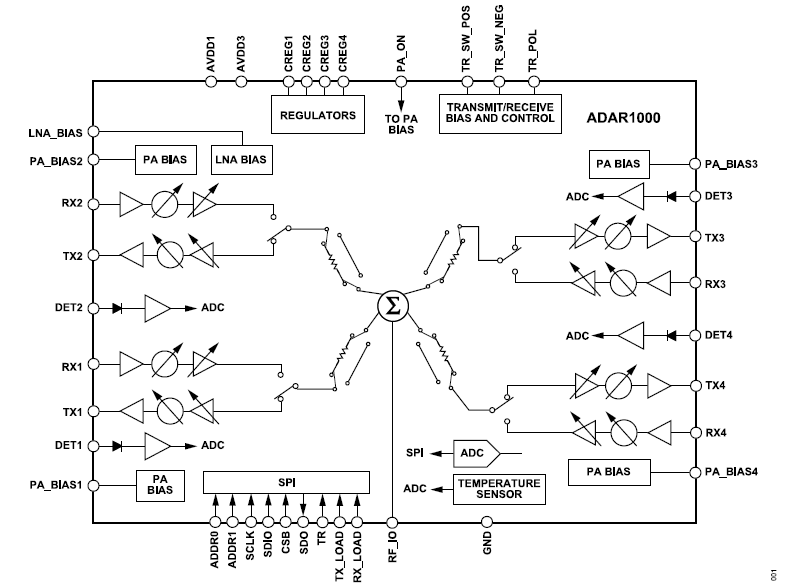 AVDD1
AVDD3
CREG1
CREG2
CREG3
CREG4
PA_ON
TR_SW_POS
TR_SW_NEG
TR_POL
REGULATORS
TO PA
BIAS
TRANSMIT/RECEIVE
BIAS AND CONTROL
ADAR1000
LNA_BIAS
PA_BIAS2
PA BIAS
LNA BIAS
PA BIAS
PA_BIAS3
RX2
ADC
DET3
TX3
TX2
RX3
Σ
DET2
ADC
ADC
DET4
RX1
TX4
TX1
RX4
DET1
ADC
SPI
ADC
PA_BIAS1
PA
BIAS
SPI
ADC
TEMPERATURE
SENSOR
PA BIAS
PA_BIAS4
ADDR0
ADDR1
SCLK
SDIO
CSB
SDO
TR
TX_LOAD
RX_LOAD
RF_IO
GND
001